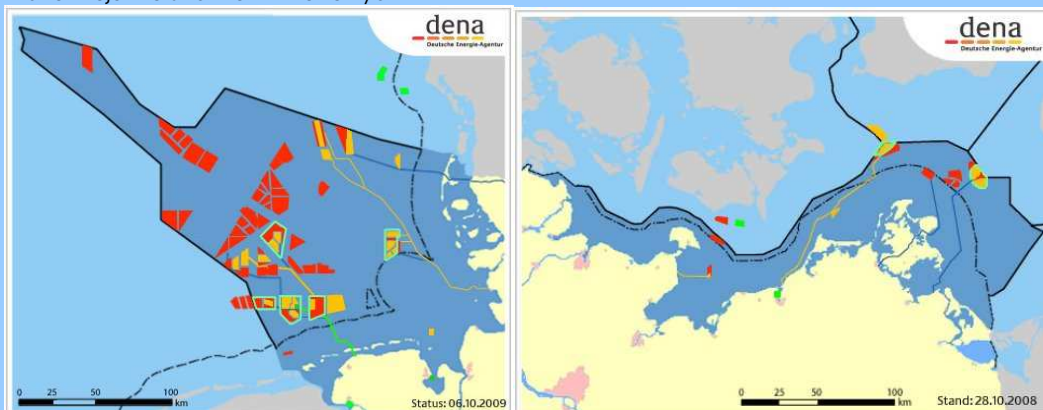 dena
Deutsche Energie-Agentur
0 25 50 100
km
Status: 06.10.2009
dena
Deutsche Energie-Agentur
0 25 50 100
km
Stand: 28.10.2008